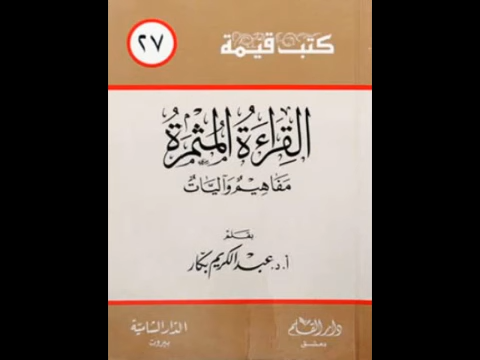 كتب قيمة
٢٧
القراءة المثمرة
مفاهيم وآليات
بقلم
أ. د. عبد الكريم بكار
دار القلم
دمشق
الدار الشامية
بيروت